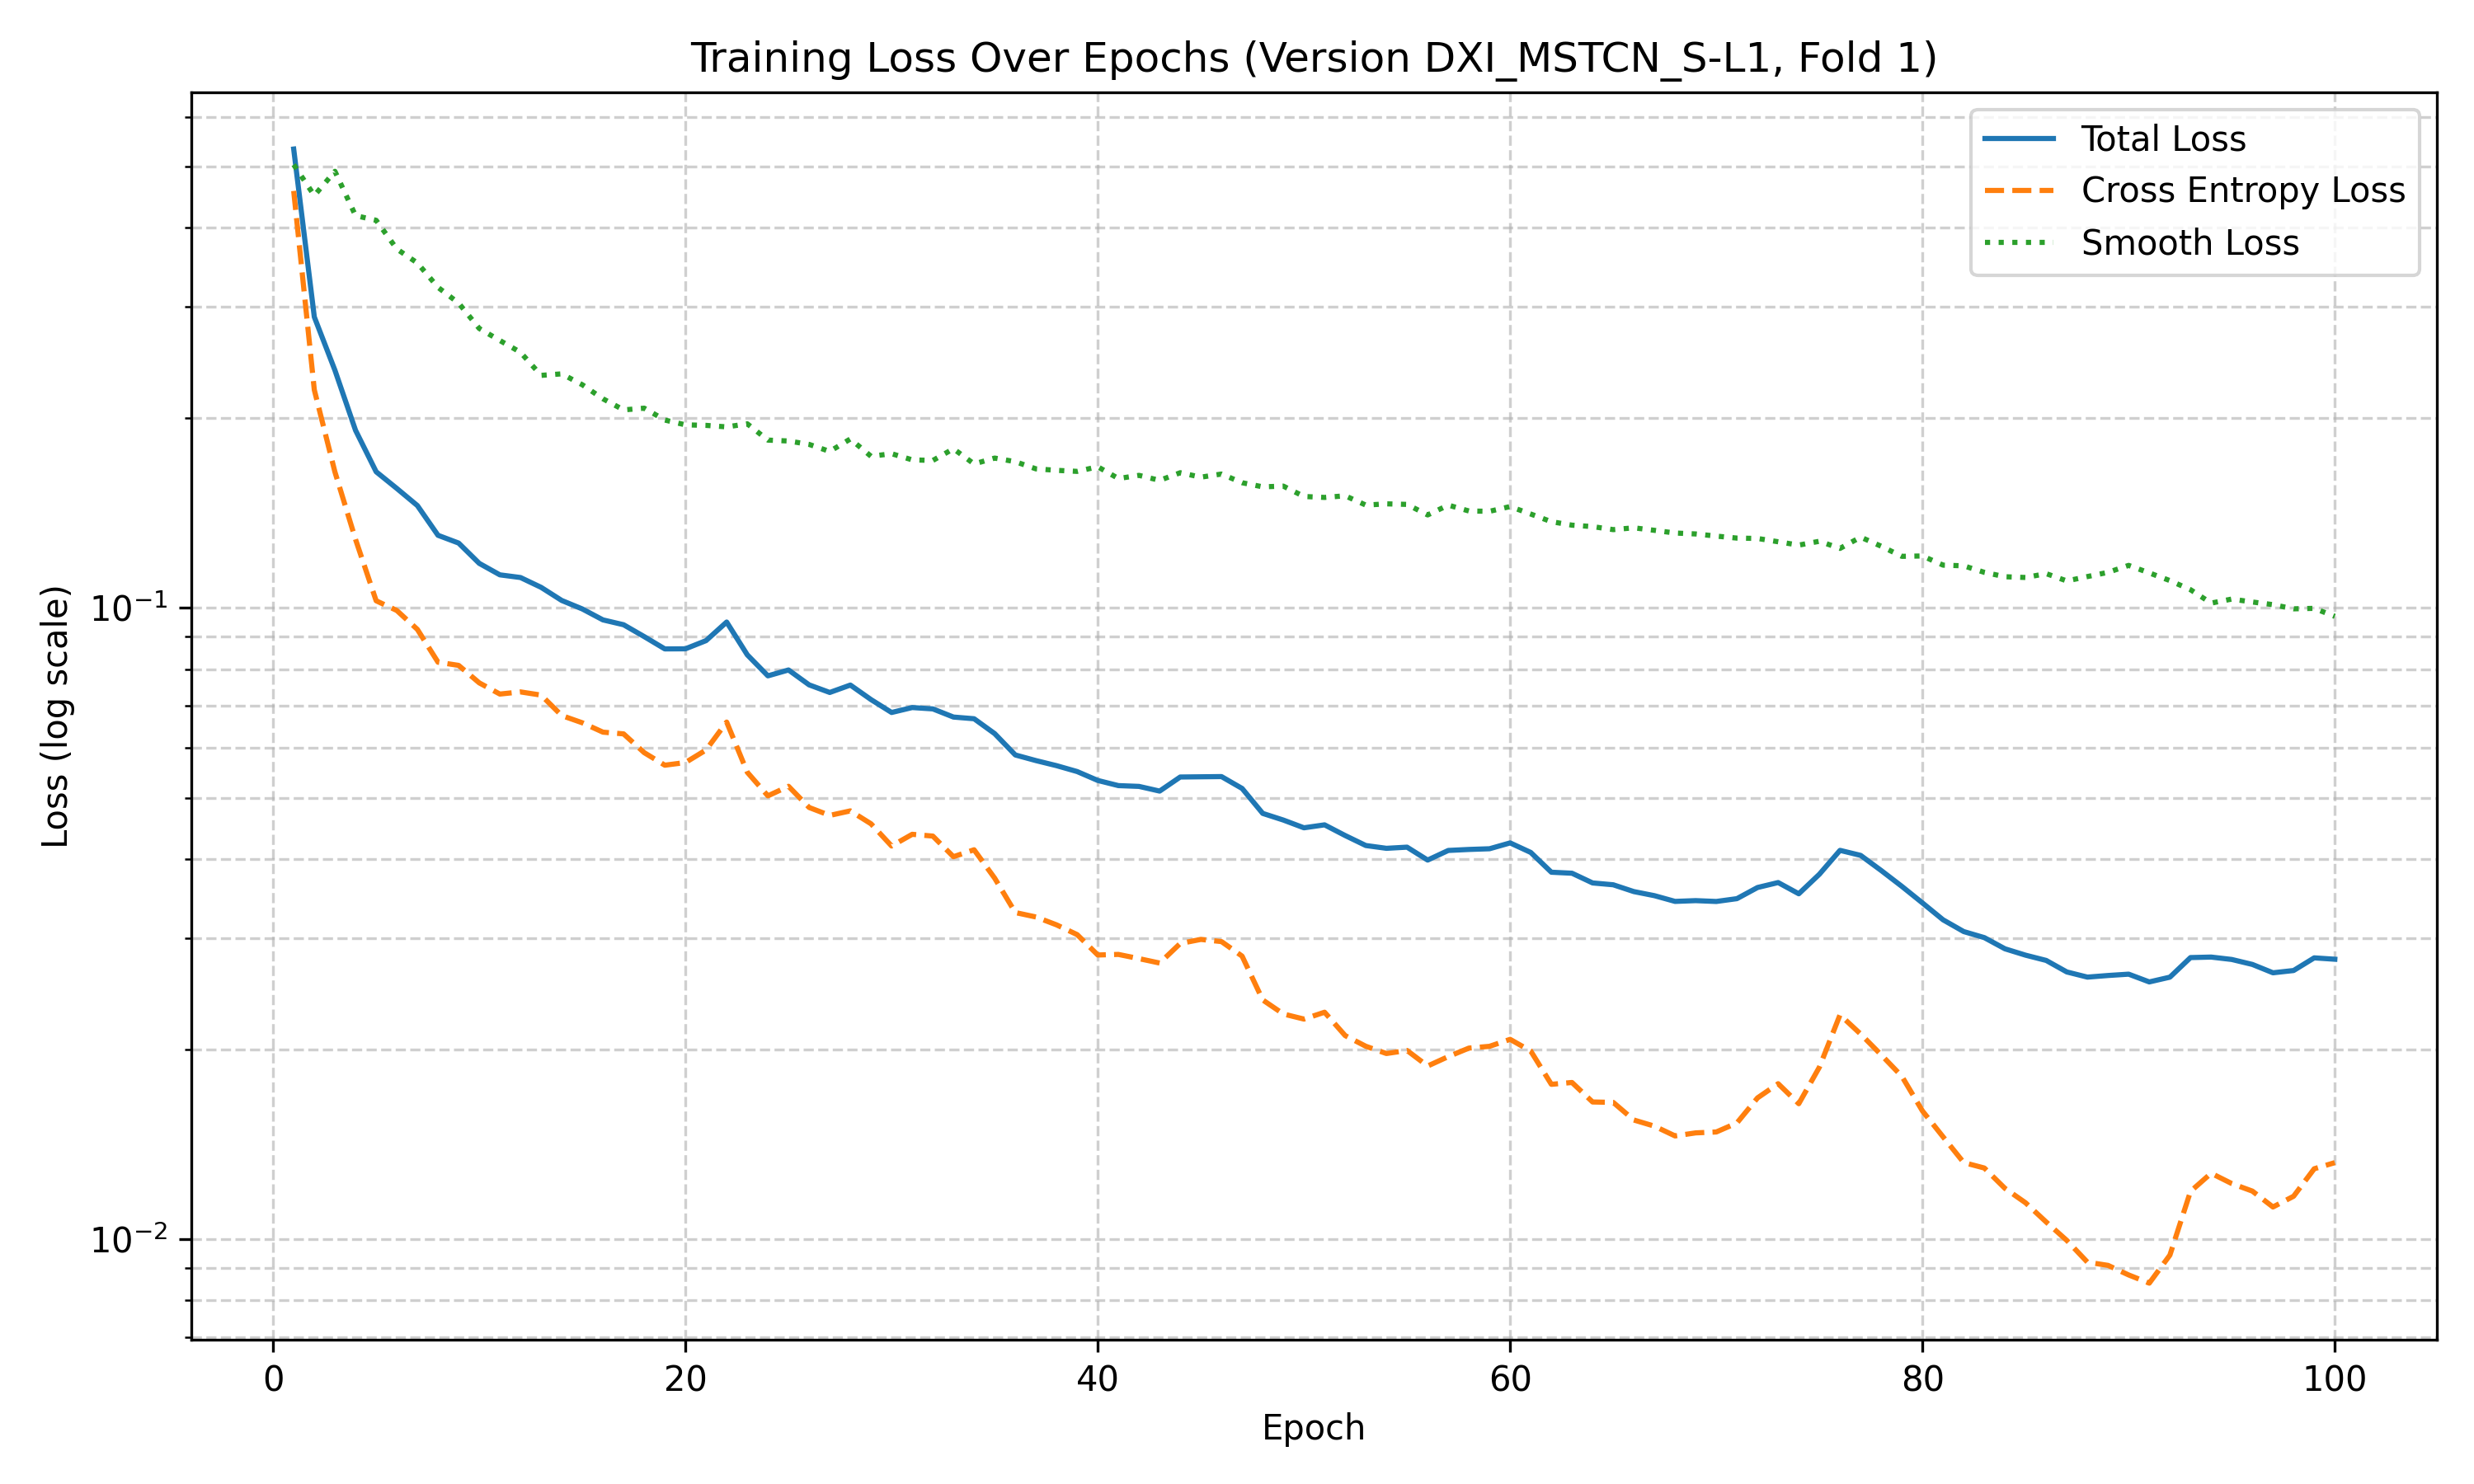 Training Loss Over Epochs (Version DXI_MSTCN_S-L1, Fold 1)
Total Loss
Cross Entropy Loss
Smooth Loss
Loss (log scale)
10⁻¹
10⁻²
0 20 40 60 80 100
Epoch